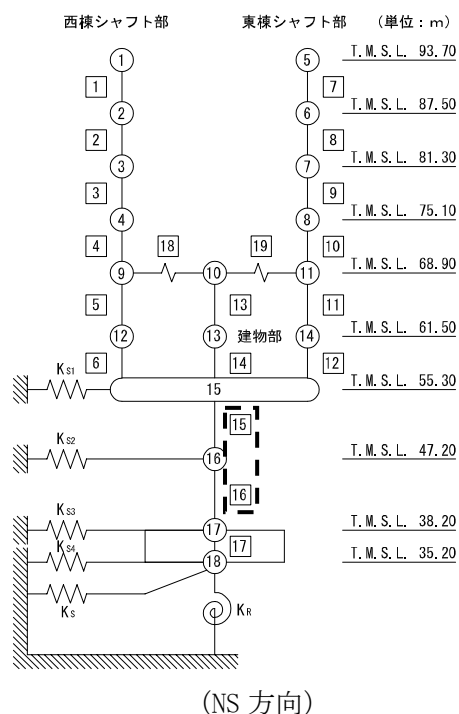 西棟シャフト部 東棟シャフト部 (単位:m)
1 5 T.M.S.L. 93.70
1 7
2 6 T.M.S.L. 87.50
2 8
3 7 T.M.S.L. 81.30
3 9
4 8 T.M.S.L. 75.10
4 18 19 10
9 10 11 T.M.S.L. 68.90
5 13 11
12 13 建物部 14 T.M.S.L. 61.50
6 14 12
KS1 15 T.M.S.L. 55.30
15
KS2 16 T.M.S.L. 47.20
16
KS3 17 T.M.S.L. 38.20
17
KS4 18 T.M.S.L. 35.20
KS KR
(NS 方向)